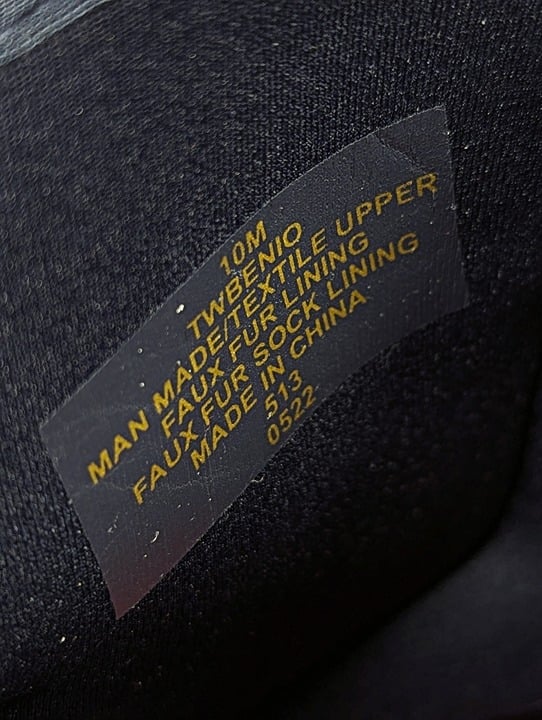 10M
TWBENIO
MAN MADE/TEXTILE UPPER
FAUX FUR LINING
FAUX FUR SOCK LINING
MADE IN CHINA
513
0522